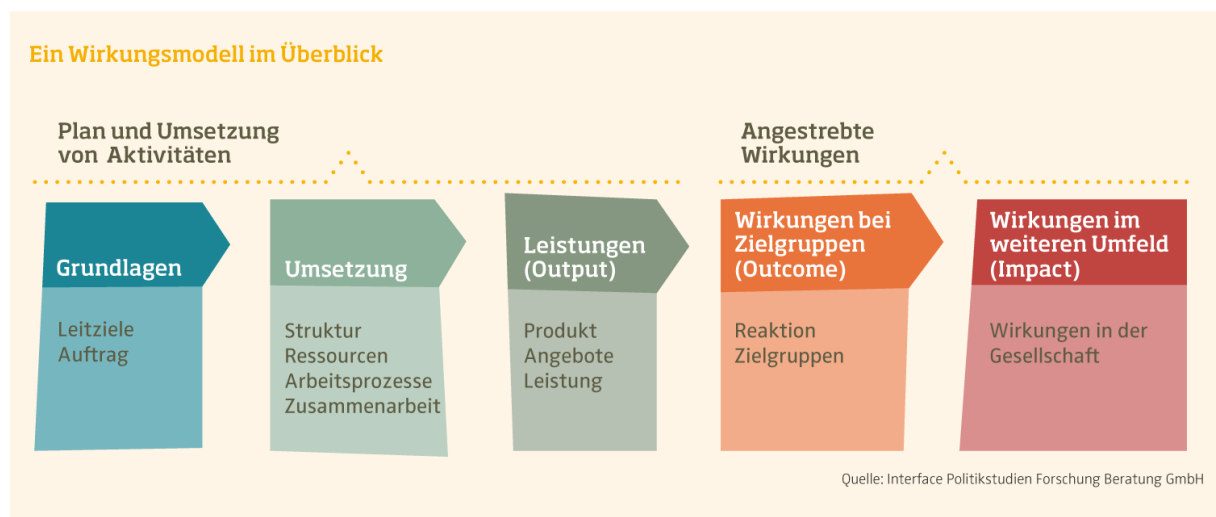 Ein Wirkungsmodell im Überblick
Plan und Umsetzung
von Aktivitäten
Angestrebte
Wirkungen
Grundlagen
Leitziele
Auftrag
Umsetzung
Struktur
Ressourcen
Arbeitsprozesse
Zusammenarbeit
Leistungen
(Output)
Produkt
Angebote
Leistung
Wirkungen bei
Zielgruppen
(Outcome)
Reaktion
Zielgruppen
Wirkungen im
weiteren Umfeld
(Impact)
Wirkungen in der
Gesellschaft
Quelle: Interface Politikstudien Forschung Beratung GmbH